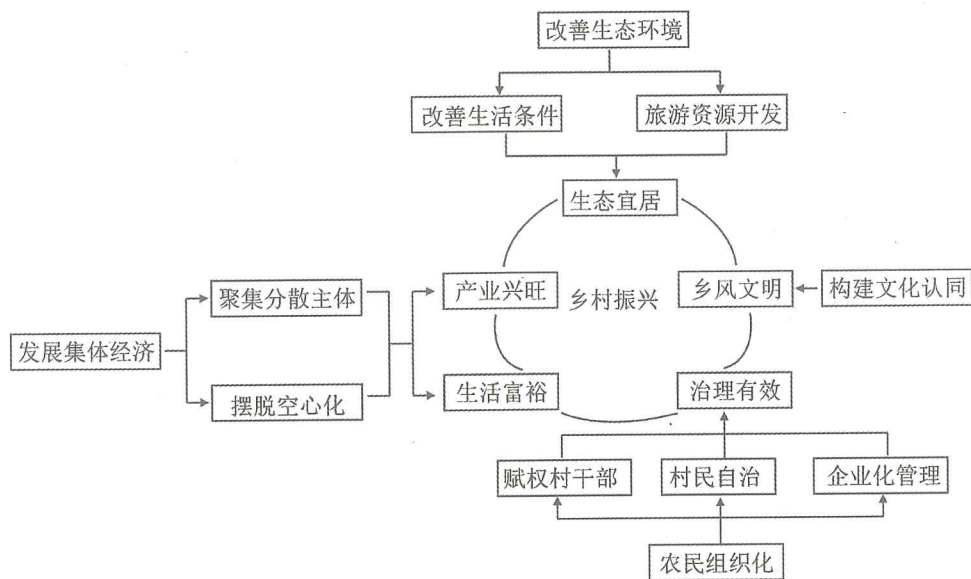 改善生态环境
改善生活条件
旅游资源开发
生态宜居
聚集分散主体
产业兴旺
乡村振兴
乡风文明
构建文化认同
发展集体经济
摆脱空心化
生活富裕
治理有效
赋权村干部
村民自治
企业化管理
农民组织化